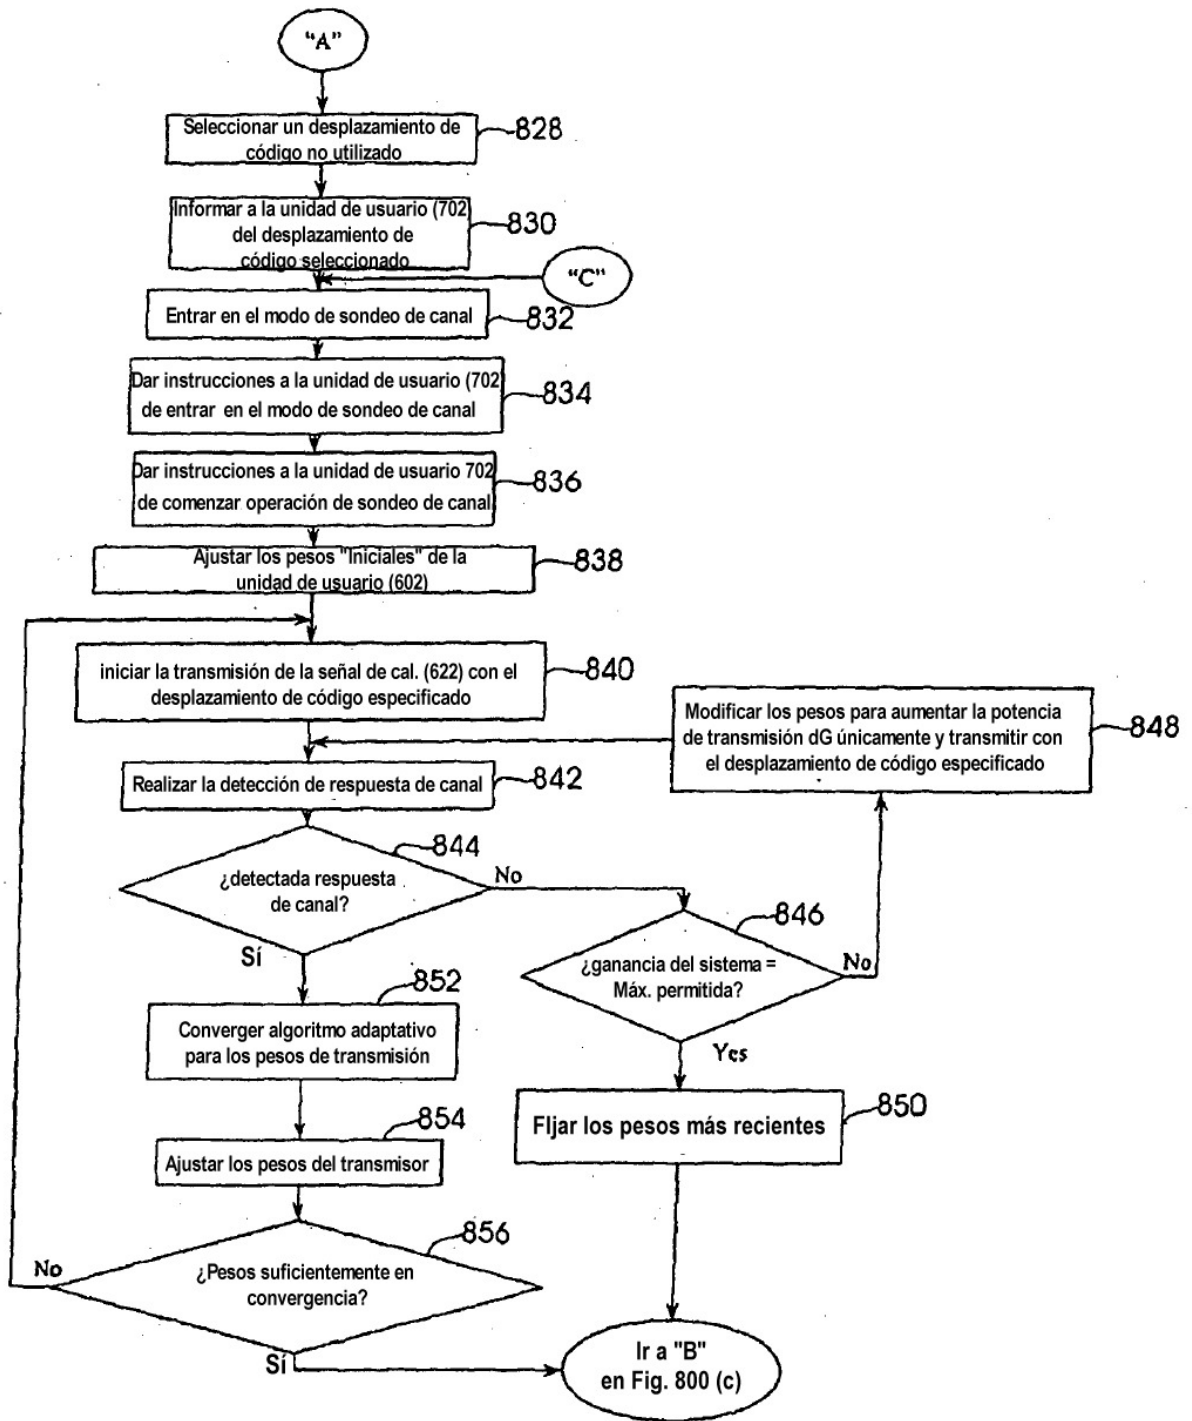 “A”
Seleccionar un desplazamiento de
código no utilizado
828
Informar a la unidad de usuario (702)
del desplazamiento de
código seleccionado
830
“C”
Entrar en el modo de sondeo de canal
832
Dar instrucciones a la unidad de usuario (702)
de entrar en el modo de sondeo de canal
834
Dar instrucciones a la unidad de usuario 702
de comenzar operación de sondeo de canal
836
Ajustar los pesos "Iniciales" de la
unidad de usuario (602)
838
iniciar la transmisión de la señal de cal. (622) con el
desplazamiento de código especificado
840
Modificar los pesos para aumentar la potencia
de transmisión dG únicamente y transmitir con
el desplazamiento de código especificado
848
Realizar la detección de respuesta de canal
842
¿detectada respuesta
de canal?
844
No
Sí
¿ganancia del sistema =
Máx. permitida?
846
No
Yes
852
Converger algoritmo adaptativo
para los pesos de transmisión
FIjar los pesos más recientes
850
854
Ajustar los pesos del transmisor
856
¿Pesos suficientemente en
convergencia?
No
Sí
Ir a "B"
en Fig. 800 (c)